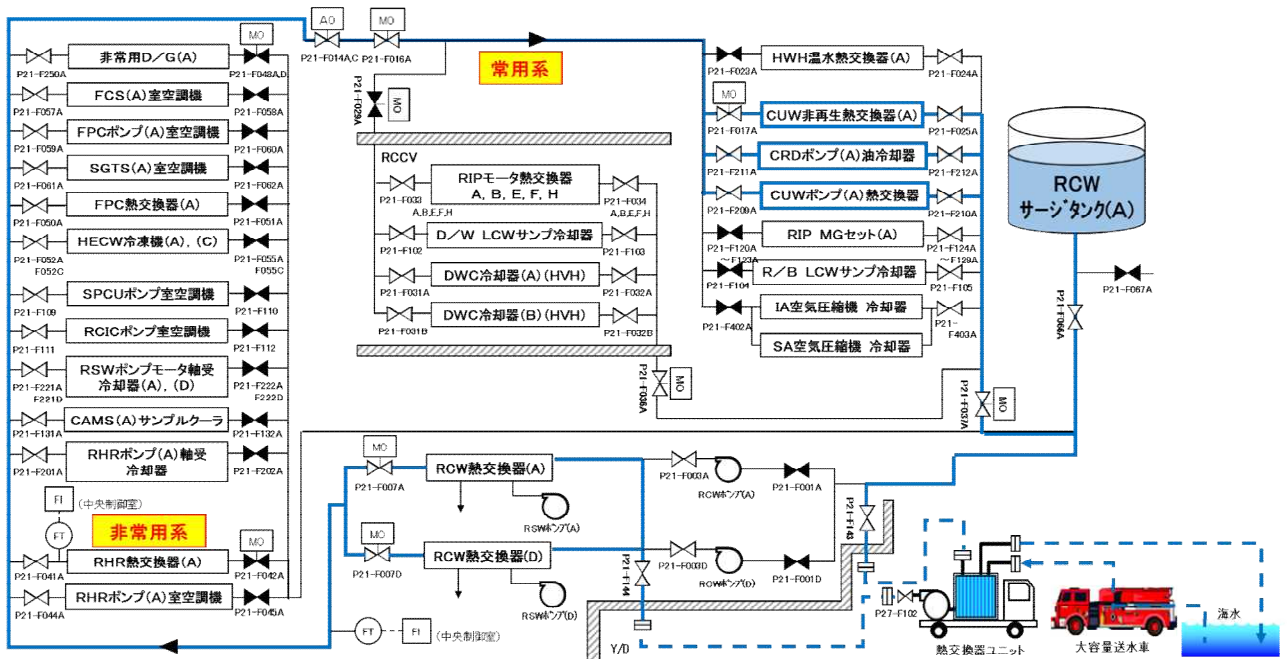 AO
MO
P21-F014A,C
P21-F016A
常用系
非常用D/G(A)
MO
P21-F250A
P21-F048A,D
FCS(A)室空調機
P21-F057A
P21-F058A
FPCポンプ(A)室空調機
P21-F059A
P21-F060A
SGTS(A)室空調機
P21-F061A
P21-F062A
FPC熱交換器(A)
P21-F050A
P21-F051A
HECW冷凍機(A),(C)
P21-F052A
F052C
P21-F055A
F055C
SPCUポンプ室空調機
P21-F109
P21-F110
RCICポンプ室空調機
P21-F111
P21-F112
RSWポンプモータ軸受
冷却器(A),(D)
P21-F221A
F221D
P21-F222A
F222D
CAMS(A)サンプルクーラ
P21-F131A
P21-F132A
RHRポンプ(A)軸受
冷却器
P21-F201A
P21-F202A
FI
(中央制御室)
FT
非常用系
MO
RHR熱交換器(A)
P21-F041A
P21-F042A
RHRポンプ(A)室空調機
P21-F044A
P21-F045A
FT
FI
(中央制御室)
P21-F029A
MO
RCCV
RIPモータ熱交換器
A, B, E, F, H
P21-F033
A,B,E,F,H
P21-F034
A,B,E,F,H
D/W LCWサンプ冷却器
P21-F102
P21-F103
DWC冷却器(A)(HVH)
P21-F031A
P21-F032A
DWC冷却器(B)(HVH)
P21-F031B
P21-F032B
P21-F036A
MO
HWH温水熱交換器(A)
P21-F023A
P21-F024A
MO
CUW非再生熱交換器(A)
P21-F017A
P21-F025A
CRDポンプ(A)油冷却器
P21-F211A
P21-F212A
CUWポンプ(A)熱交換器
P21-F209A
P21-F210A
RIP MGセット(A)
P21-F120A
～F123A
P21-F124A
～F129A
R/B LCWサンプ冷却器
P21-F104
P21-F105
IA空気圧縮機 冷却器
P21-F402A
P21-
F403A
SA空気圧縮機 冷却器
P21-F037A
MO
RCW
サージタンク(A)
P21-F067A
P21-F066A
MO
RCW熱交換器(A)
P21-F007A
RSWポンプ(A)
P21-F003A
RCWポンプ(A)
P21-F001A
MO
RCW熱交換器(D)
P21-F007D
RSWポンプ(D)
P21-F003D
RCWポンプ(D)
P21-F001D
P21-F143
P21-F144
Y/D
P27-F102
熱交換器ユニット
大容量送水車
海水